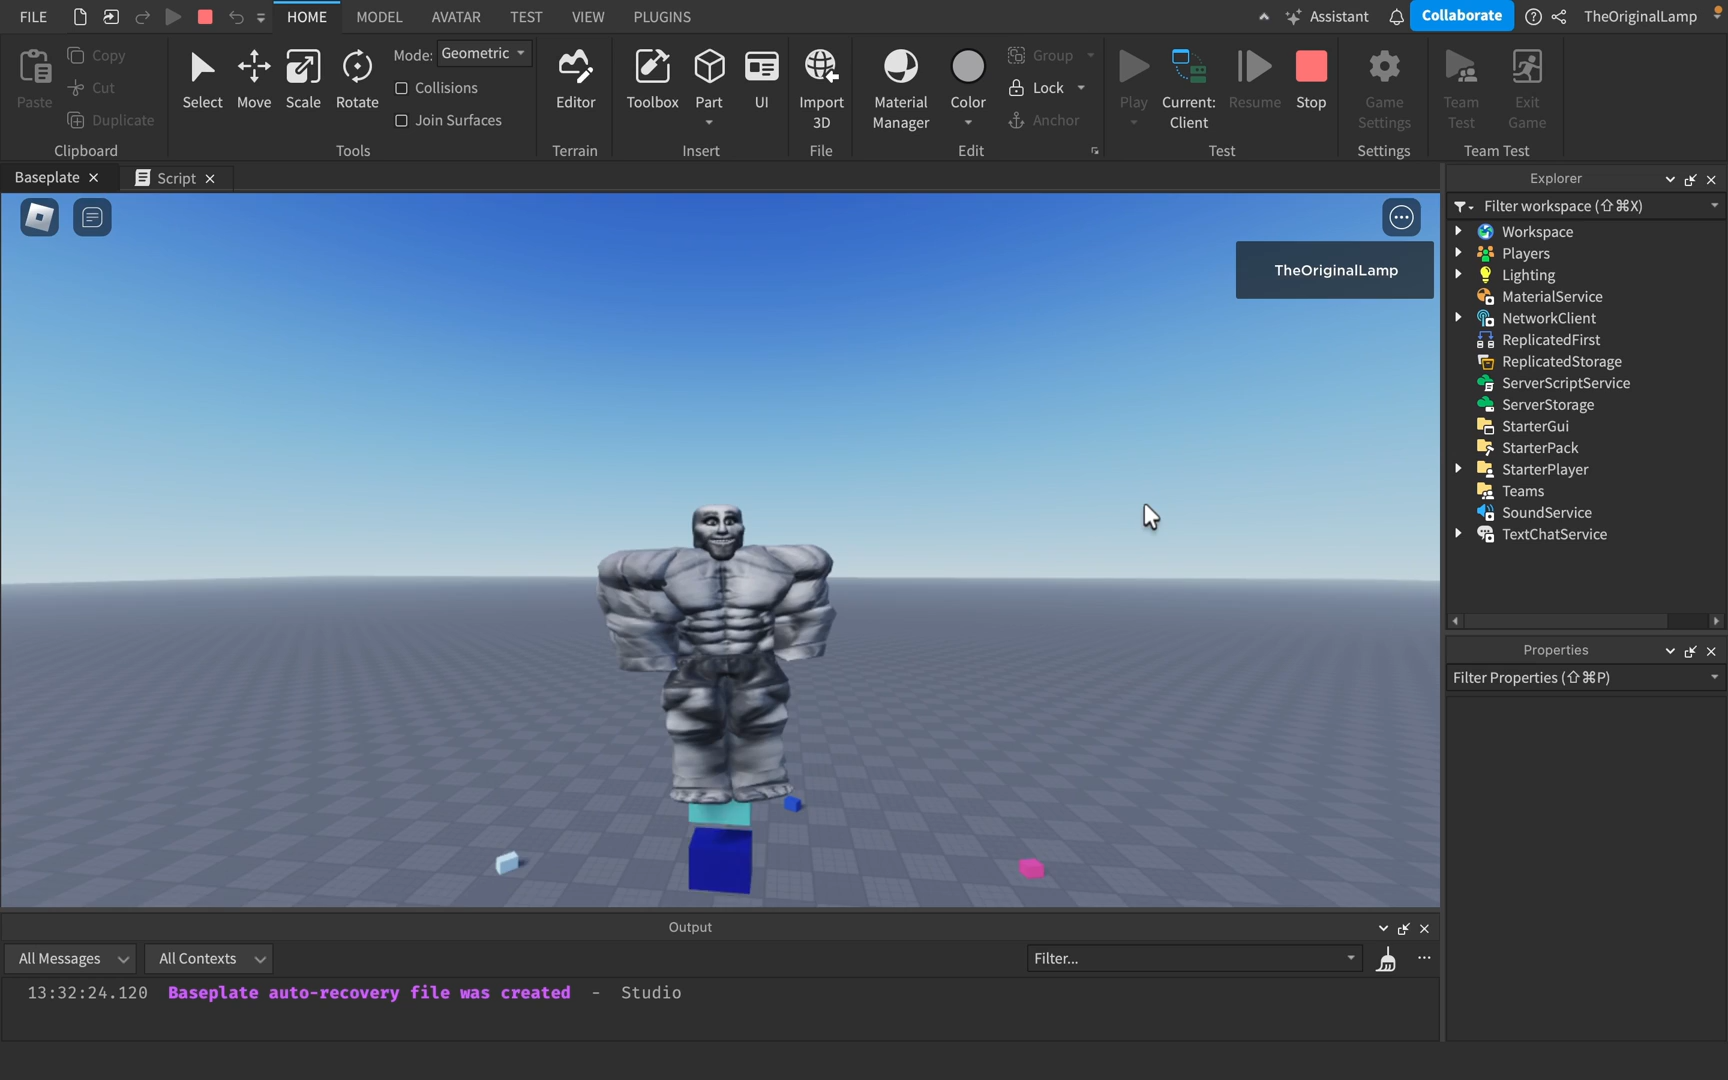 FILE HOME MODEL AVATAR TEST VIEW PLUGINS Assistant Collaborate TheOriginalLamp
Paste Copy Cut Duplicate
Clipboard
Select Move Scale Rotate
Mode: Geometric
Collisions
Join Surfaces
Tools
Editor
Terrain
Toolbox Part UI
Insert
Import
3D
File
Material
Manager
Color
Group
Lock
Anchor
Edit
Play
Current:
Client
Resume Stop
Test
Game
Settings
Settings
Team
Test
Exit
Game
Team Test
Baseplate Script
TheOriginalLamp
Explorer
Filter workspace (⇧⌘X)
Workspace
Players
Lighting
MaterialService
NetworkClient
ReplicatedFirst
ReplicatedStorage
ServerScriptService
ServerStorage
StarterGui
StarterPack
StarterPlayer
Teams
SoundService
TextChatService
Properties
Filter Properties (⇧⌘P)
Output
All Messages All Contexts Filter...
13:32:24.120 Baseplate auto-recovery file was created - Studio